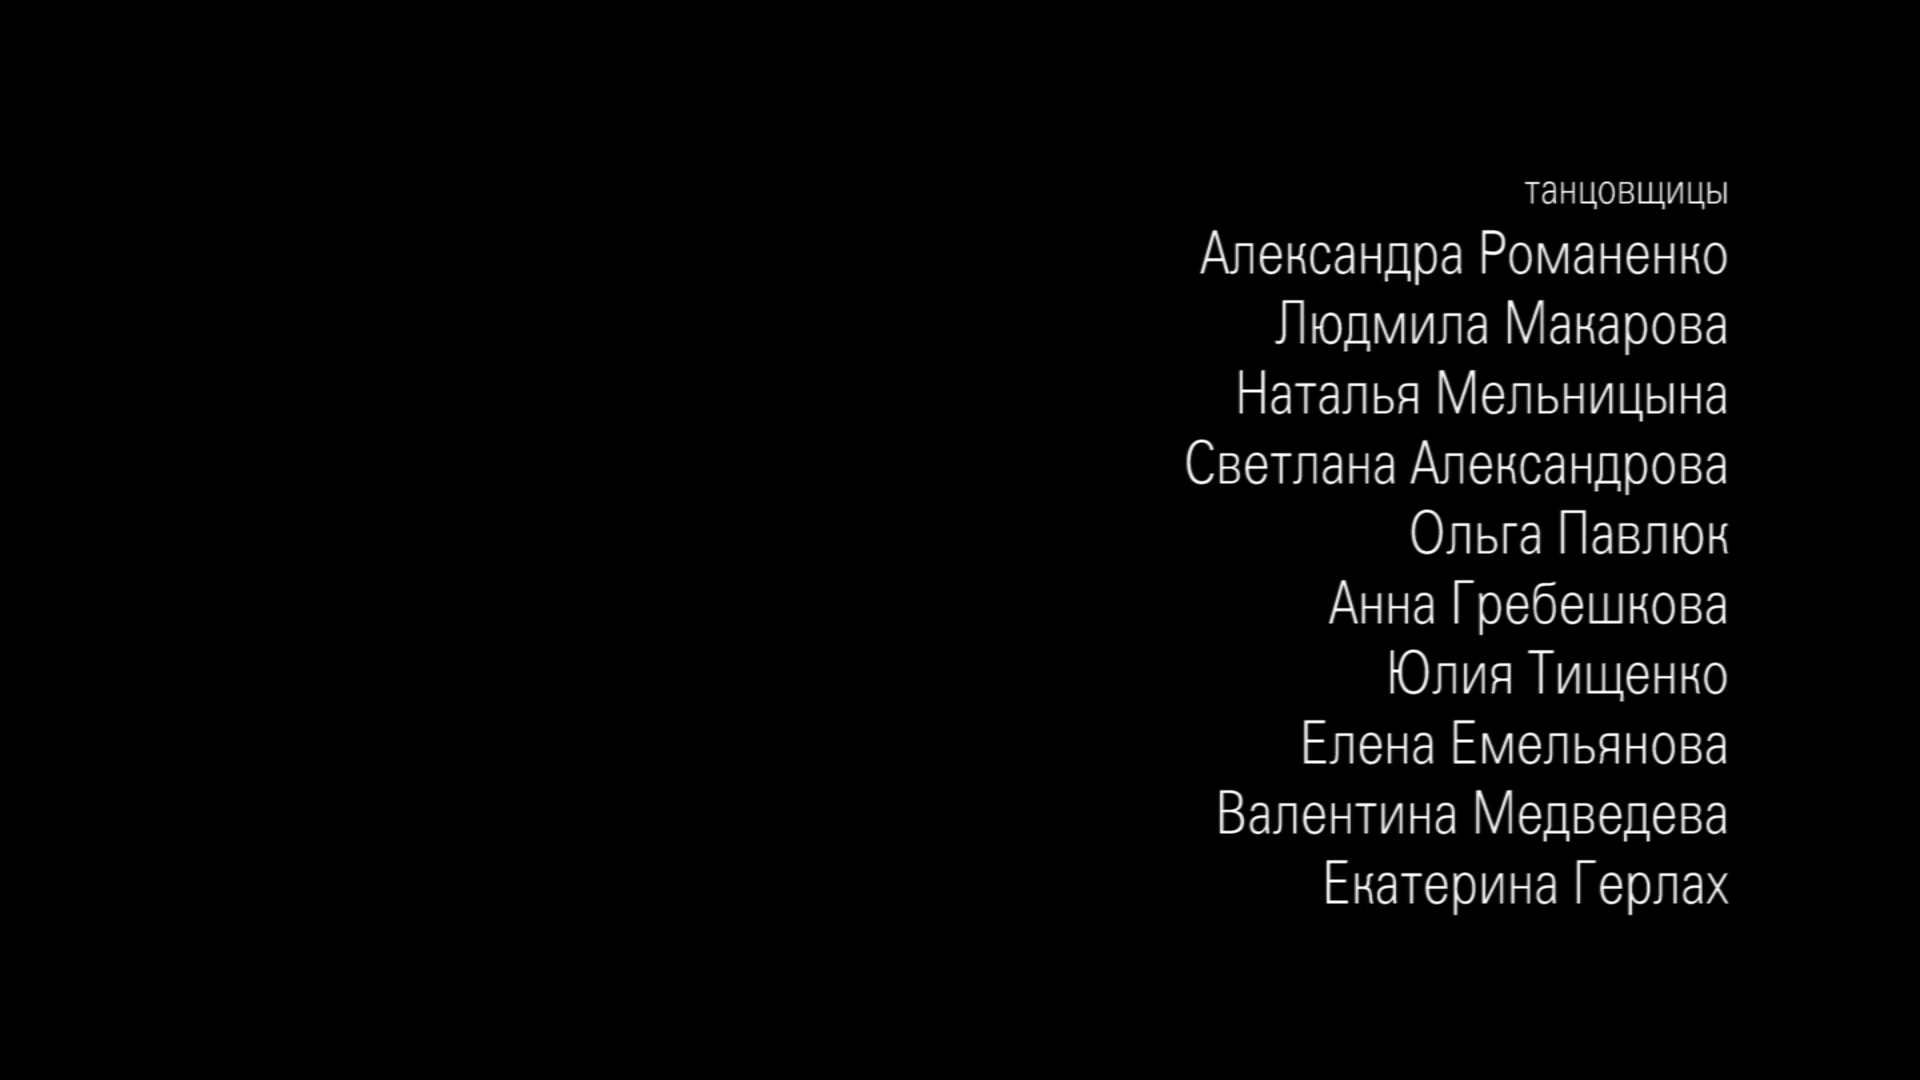 танцовщицы
Александра Романенко
Людмила Макарова
Наталья Мельницына
Светлана Александрова
Ольга Павлюк
Анна Гребешкова
Юлия Тищенко
Елена Емельянова
Валентина Медведева
Екатерина Герлах